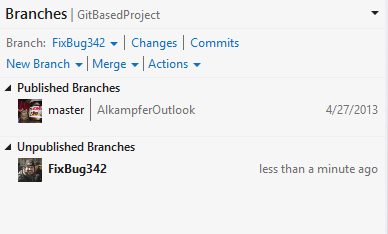 Branches | GitBasedProject
Branch: FixBug342 | Changes | Commits
New Branch | Merge | Actions
Published Branches
master | AlkampferOutlook 4/27/2013
Unpublished Branches
FixBug342 less than a minute ago